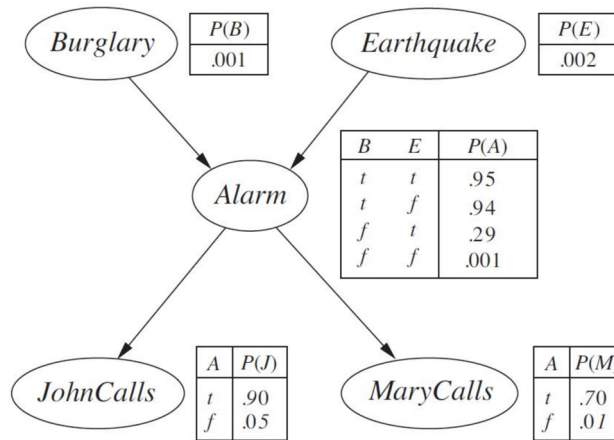 Burglary
P(B)
.001
Earthquake
P(E)
.002
Alarm
B E P(A)
t t .95
t f .94
f t .29
f f .001
JohnCalls
A P(J)
t .90
f .05
MaryCalls
A P(M
t .70
f .01